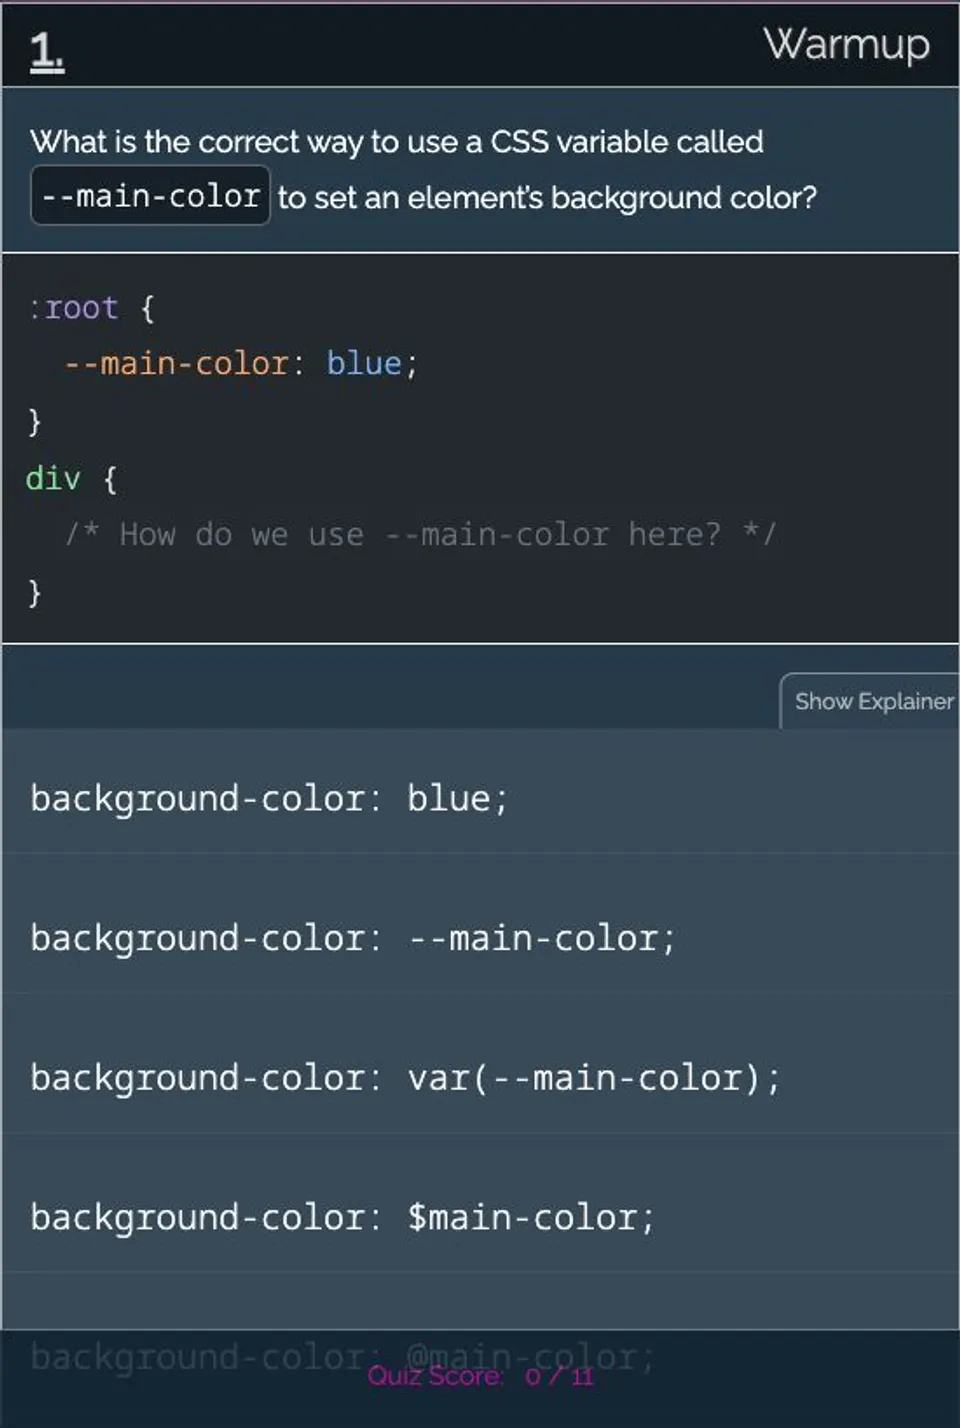 1.
Warmup
What is the correct way to use a CSS variable called
--main-color to set an element's background color?
:root {
  --main-color: blue;
}
div {
  /* How do we use --main-color here? */
}
Show Explainer
background-color: blue;
background-color: --main-color;
background-color: var(--main-color);
background-color: $main-color;
background-color: @main-color;
Quiz Score: 0 / 11